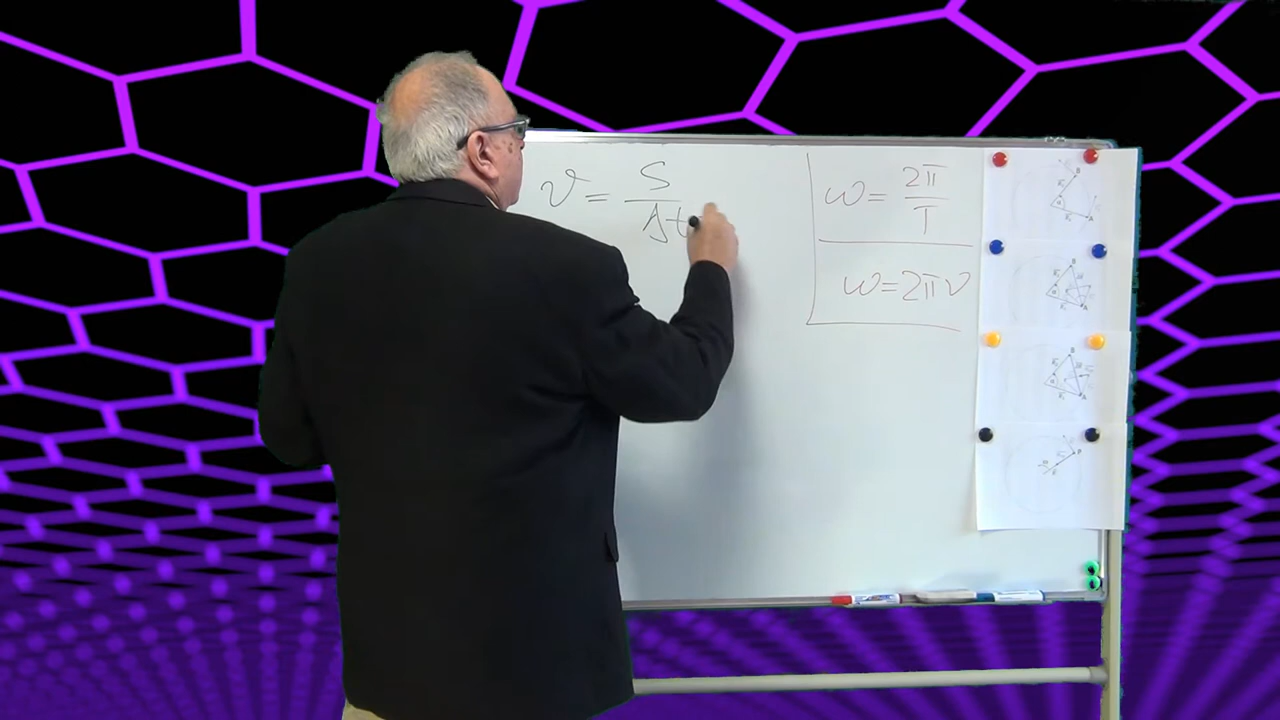 v = S / Δt
ω = 2π / T
ω = 2πν
B
A
B
A
B
A
P